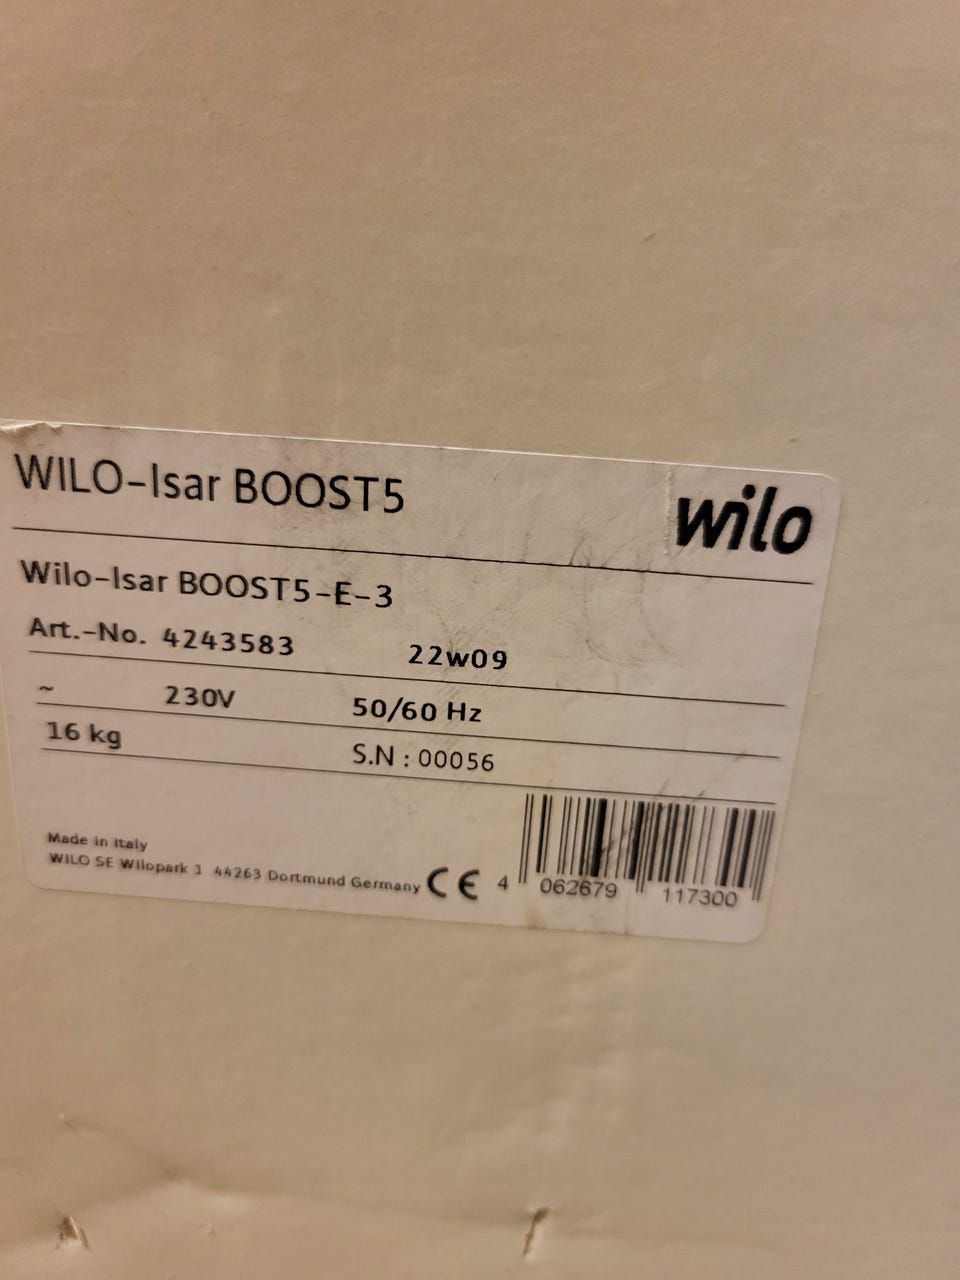 WILO-Isar BOOST5
wilo
Wilo-Isar BOOST5-E-3
Art.-No. 4243583 22w09
~ 230V 50/60 Hz
16 kg S.N : 00056
Made in Italy
WILO SE Wilopark 1 44263 Dortmund Germany CE
4 062679 117300